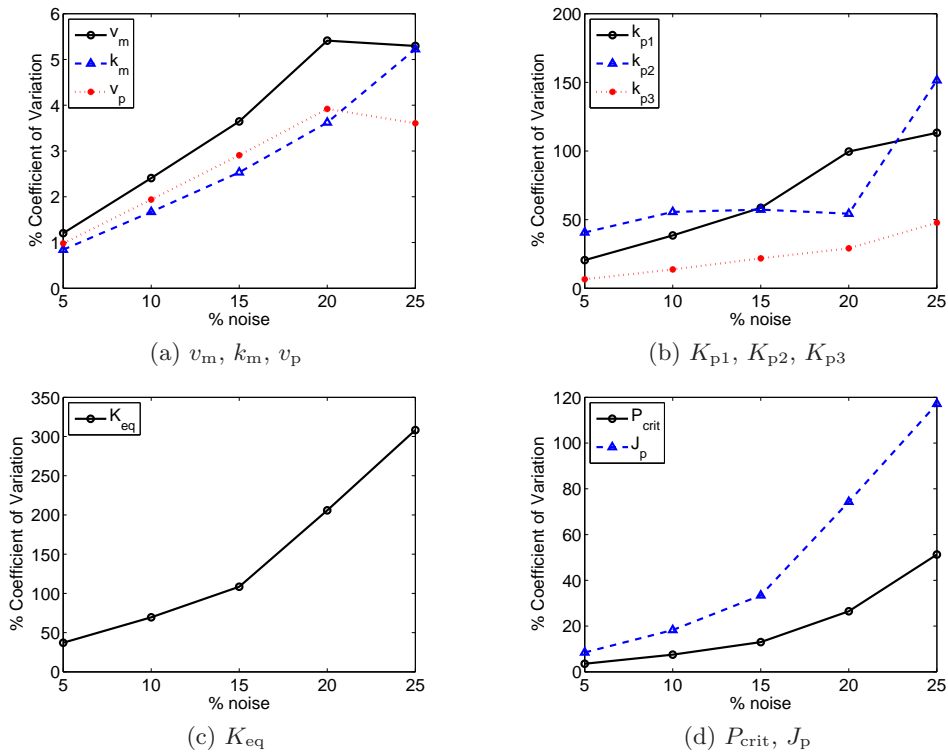 % Coefficient of Variation
6
5
4
3
2
1
0
v_m
k_m
v_p
5 10 15 20 25
% noise
(a) v_m, k_m, v_p
% Coefficient of Variation
200
150
100
50
0
k_p1
k_p2
k_p3
5 10 15 20 25
% noise
(b) K_p1, K_p2, K_p3
% Coefficient of Variation
350
300
250
200
150
100
50
0
K_eq
5 10 15 20 25
% noise
(c) K_eq
% Coefficient of Variation
120
100
80
60
40
20
0
P_crit
J_p
5 10 15 20 25
% noise
(d) P_crit, J_p